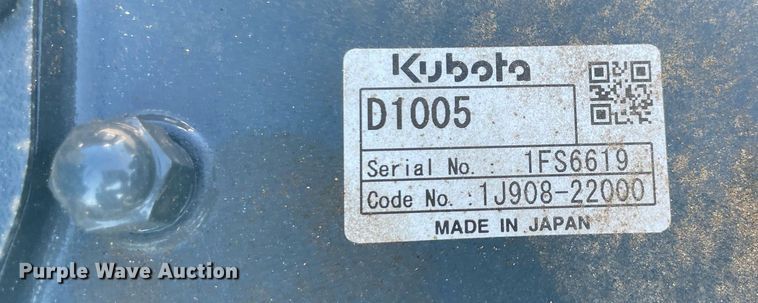 Kubota
D1005
Serial No. : 1FS6619
Code No. : 1J908-22000
MADE IN JAPAN
Purple Wave Auction